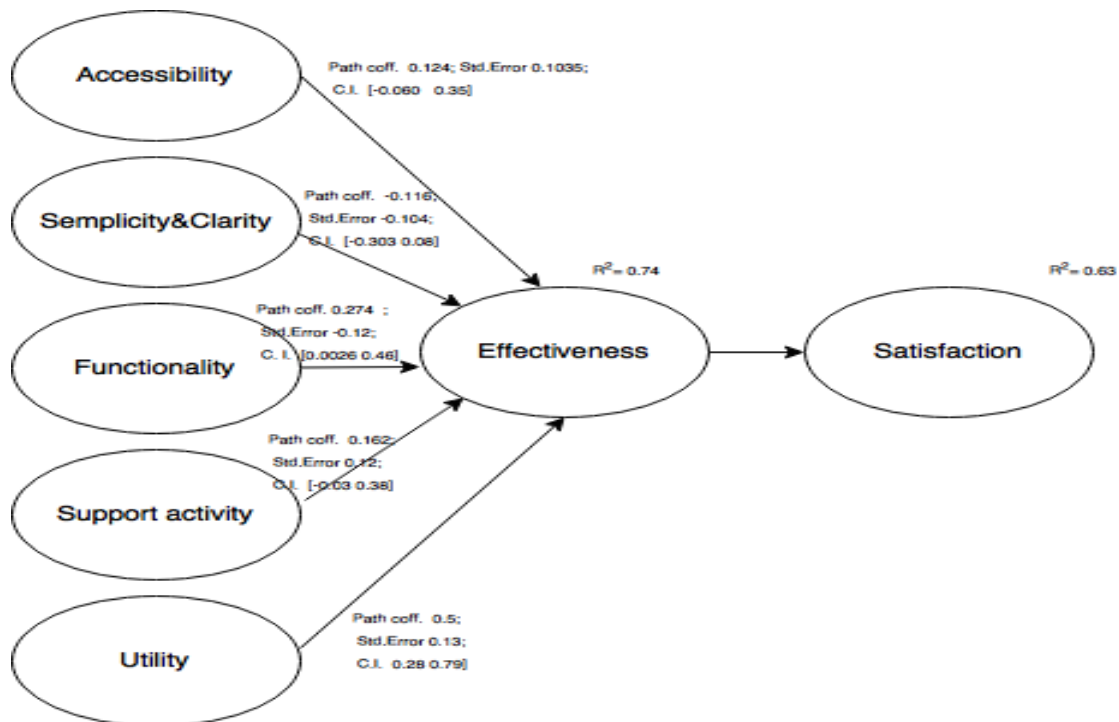 Accessibility
Path coff. 0.124; Std.Error 0.1035;
C.I. [-0.060 0.35]
Semplicity&Clarity
Path coff. -0.116;
Std.Error -0.104;
C.I. [-0.303 0.08]
R²= 0.74
R²= 0.63
Functionality
Path coff. 0.274 ;
Std.Error -0.12;
C. I. [0.0026 0.46]
Effectiveness
Satisfaction
Support activity
Path coff. 0.162;
Std.Error 0.12;
C.I. [-0.03 0.38]
Utility
Path coff. 0.5;
Std.Error 0.13;
C.I. 0.28 0.79]